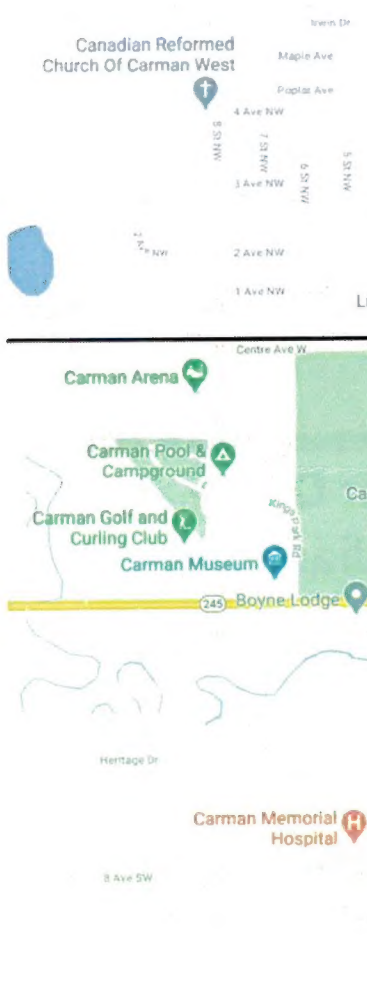 Irwin Dr
Canadian Reformed
Church Of Carman West
Maple Ave
Poplar Ave
4 Ave NW
8 St NW
7 St NW
6 St NW
5 St NW
3 Ave NW
2 Ave NW
2 Ave NW
1 Ave NW
Centre Ave W
Carman Arena
Carman Pool &
Campground
Ca
Carman Golf and
Curling Club
Kings Park Rd
Carman Museum
245
Boyne Lodge
Heritage Dr
Carman Memorial
Hospital
H
8 Ave SW